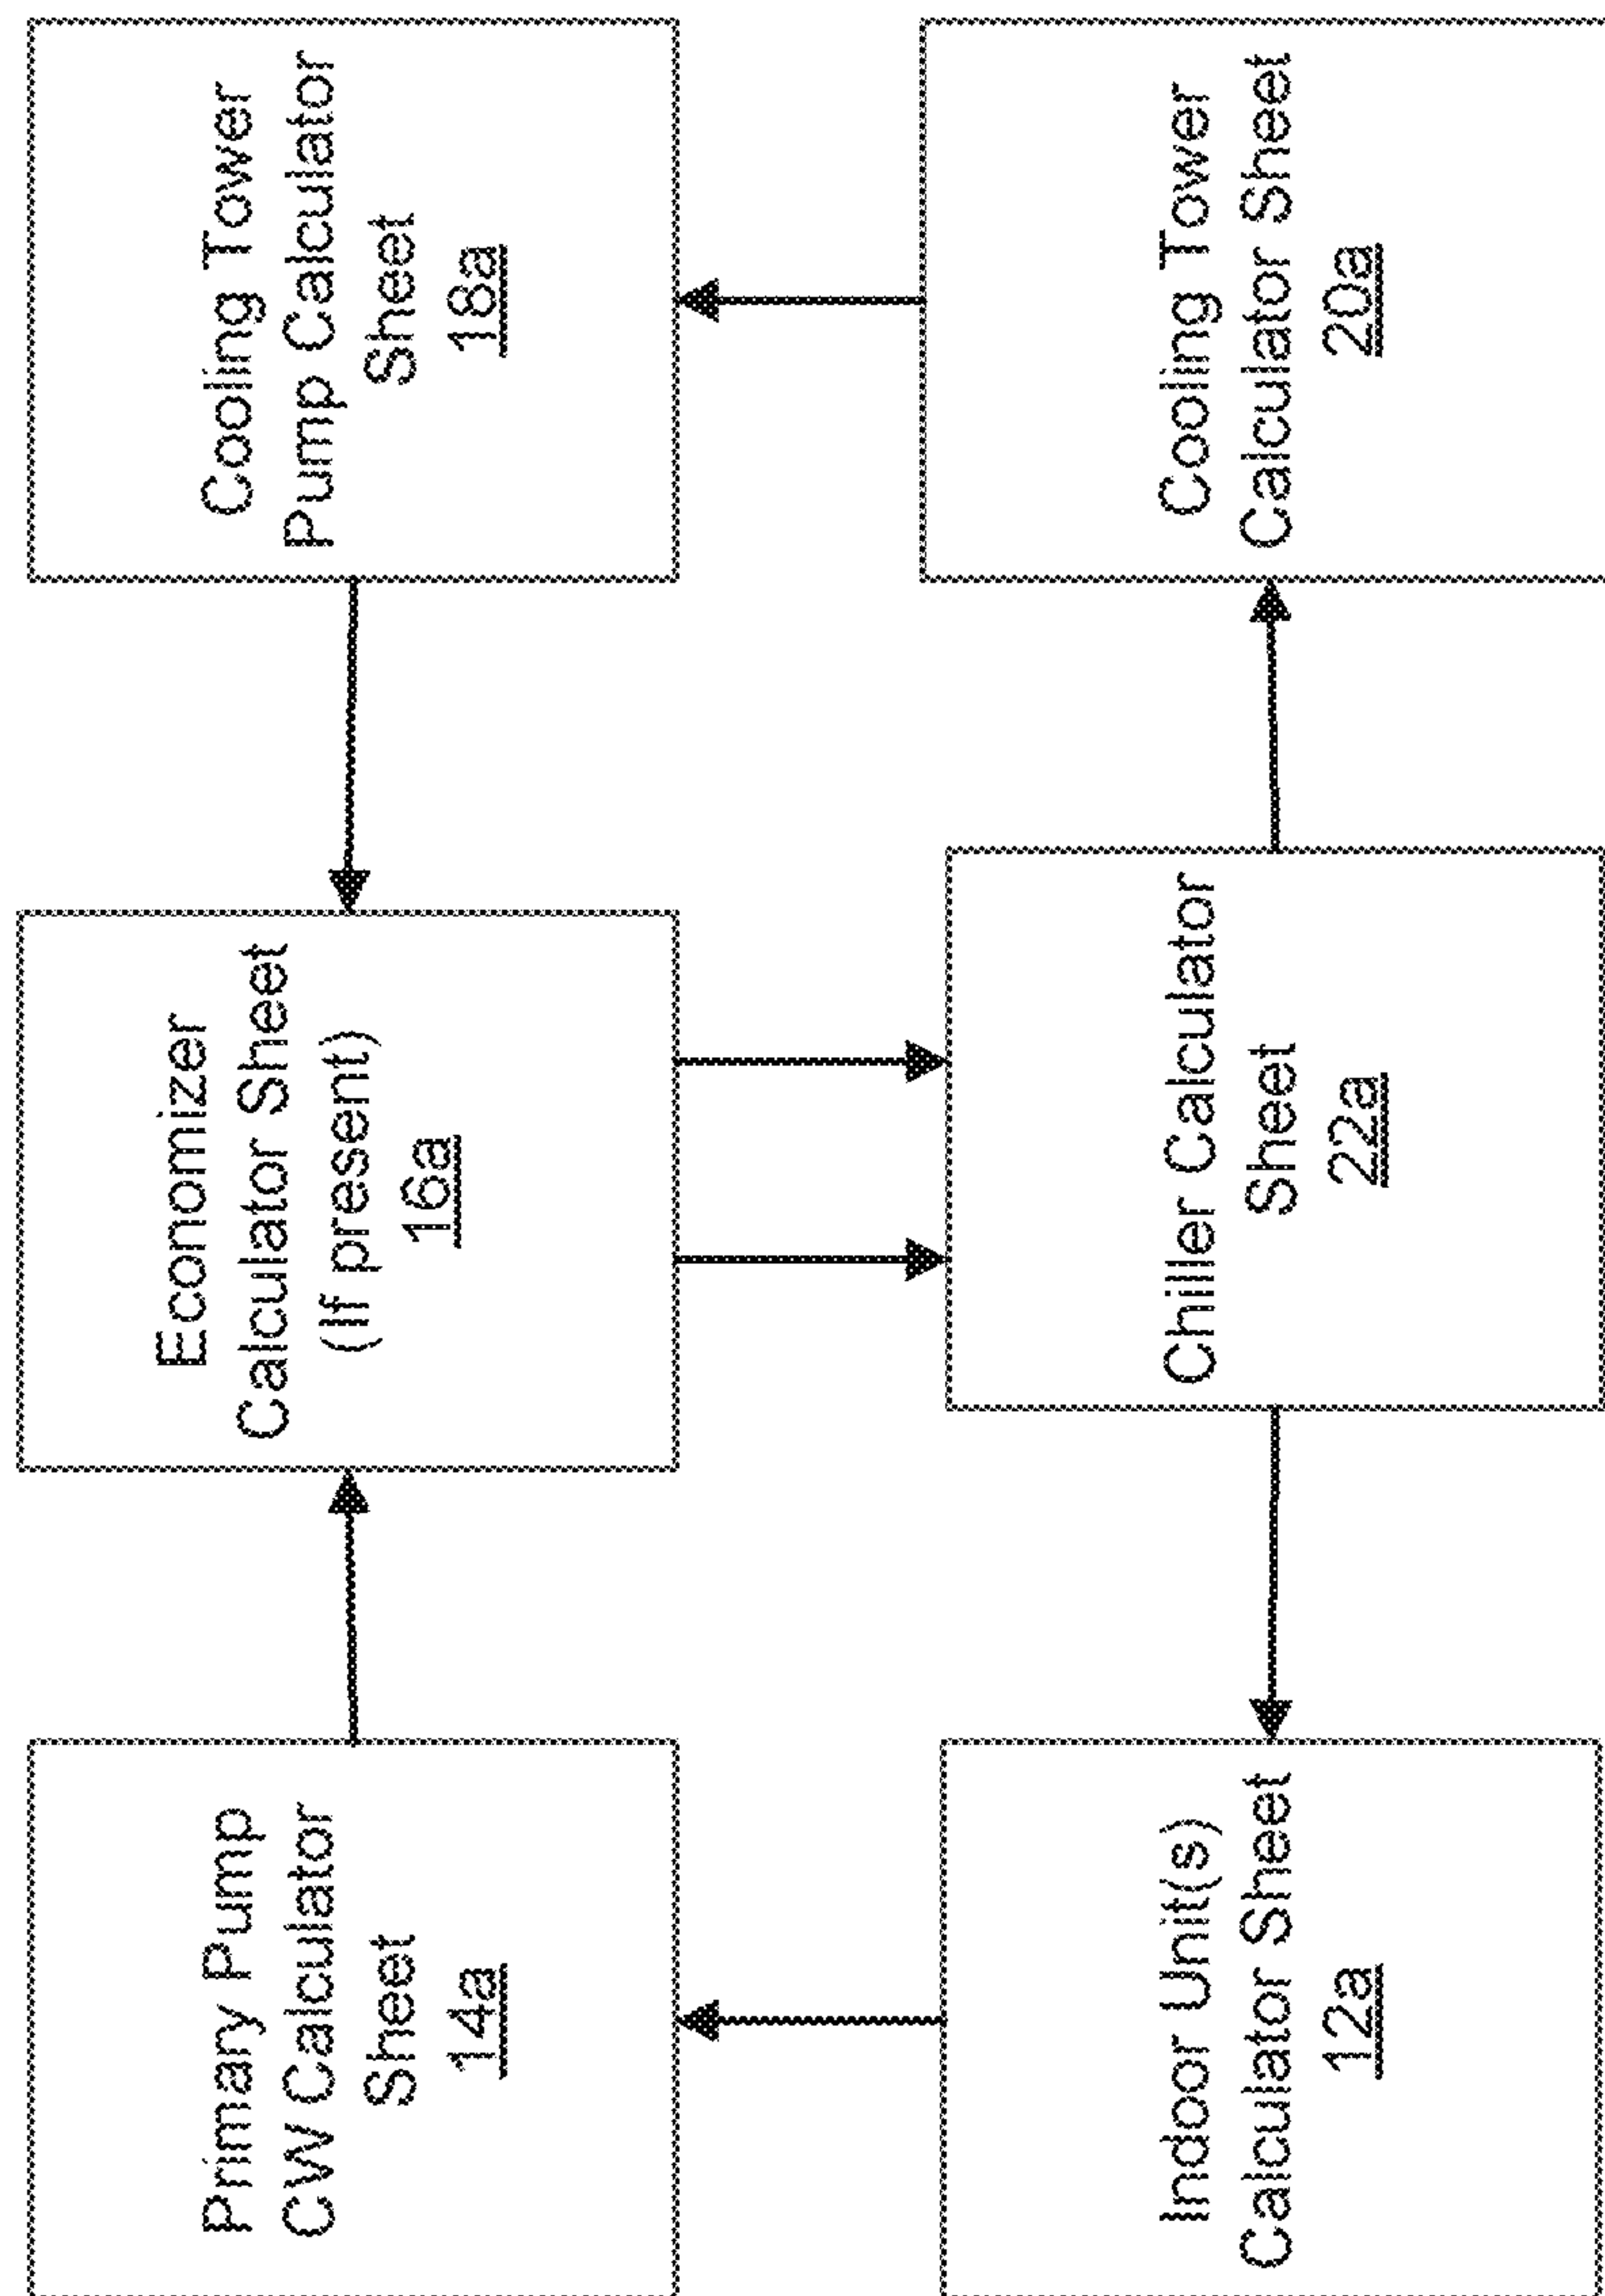 Primary Pump
CW Calculator
Sheet
14a
Economizer
Calculator Sheet
(If present)
16a
Cooling Tower
Pump Calculator
Sheet
18a
Indoor Unit(s)
Calculator Sheet
12a
Chiller Calculator
Sheet
22a
Cooling Tower
Calculator Sheet
20a